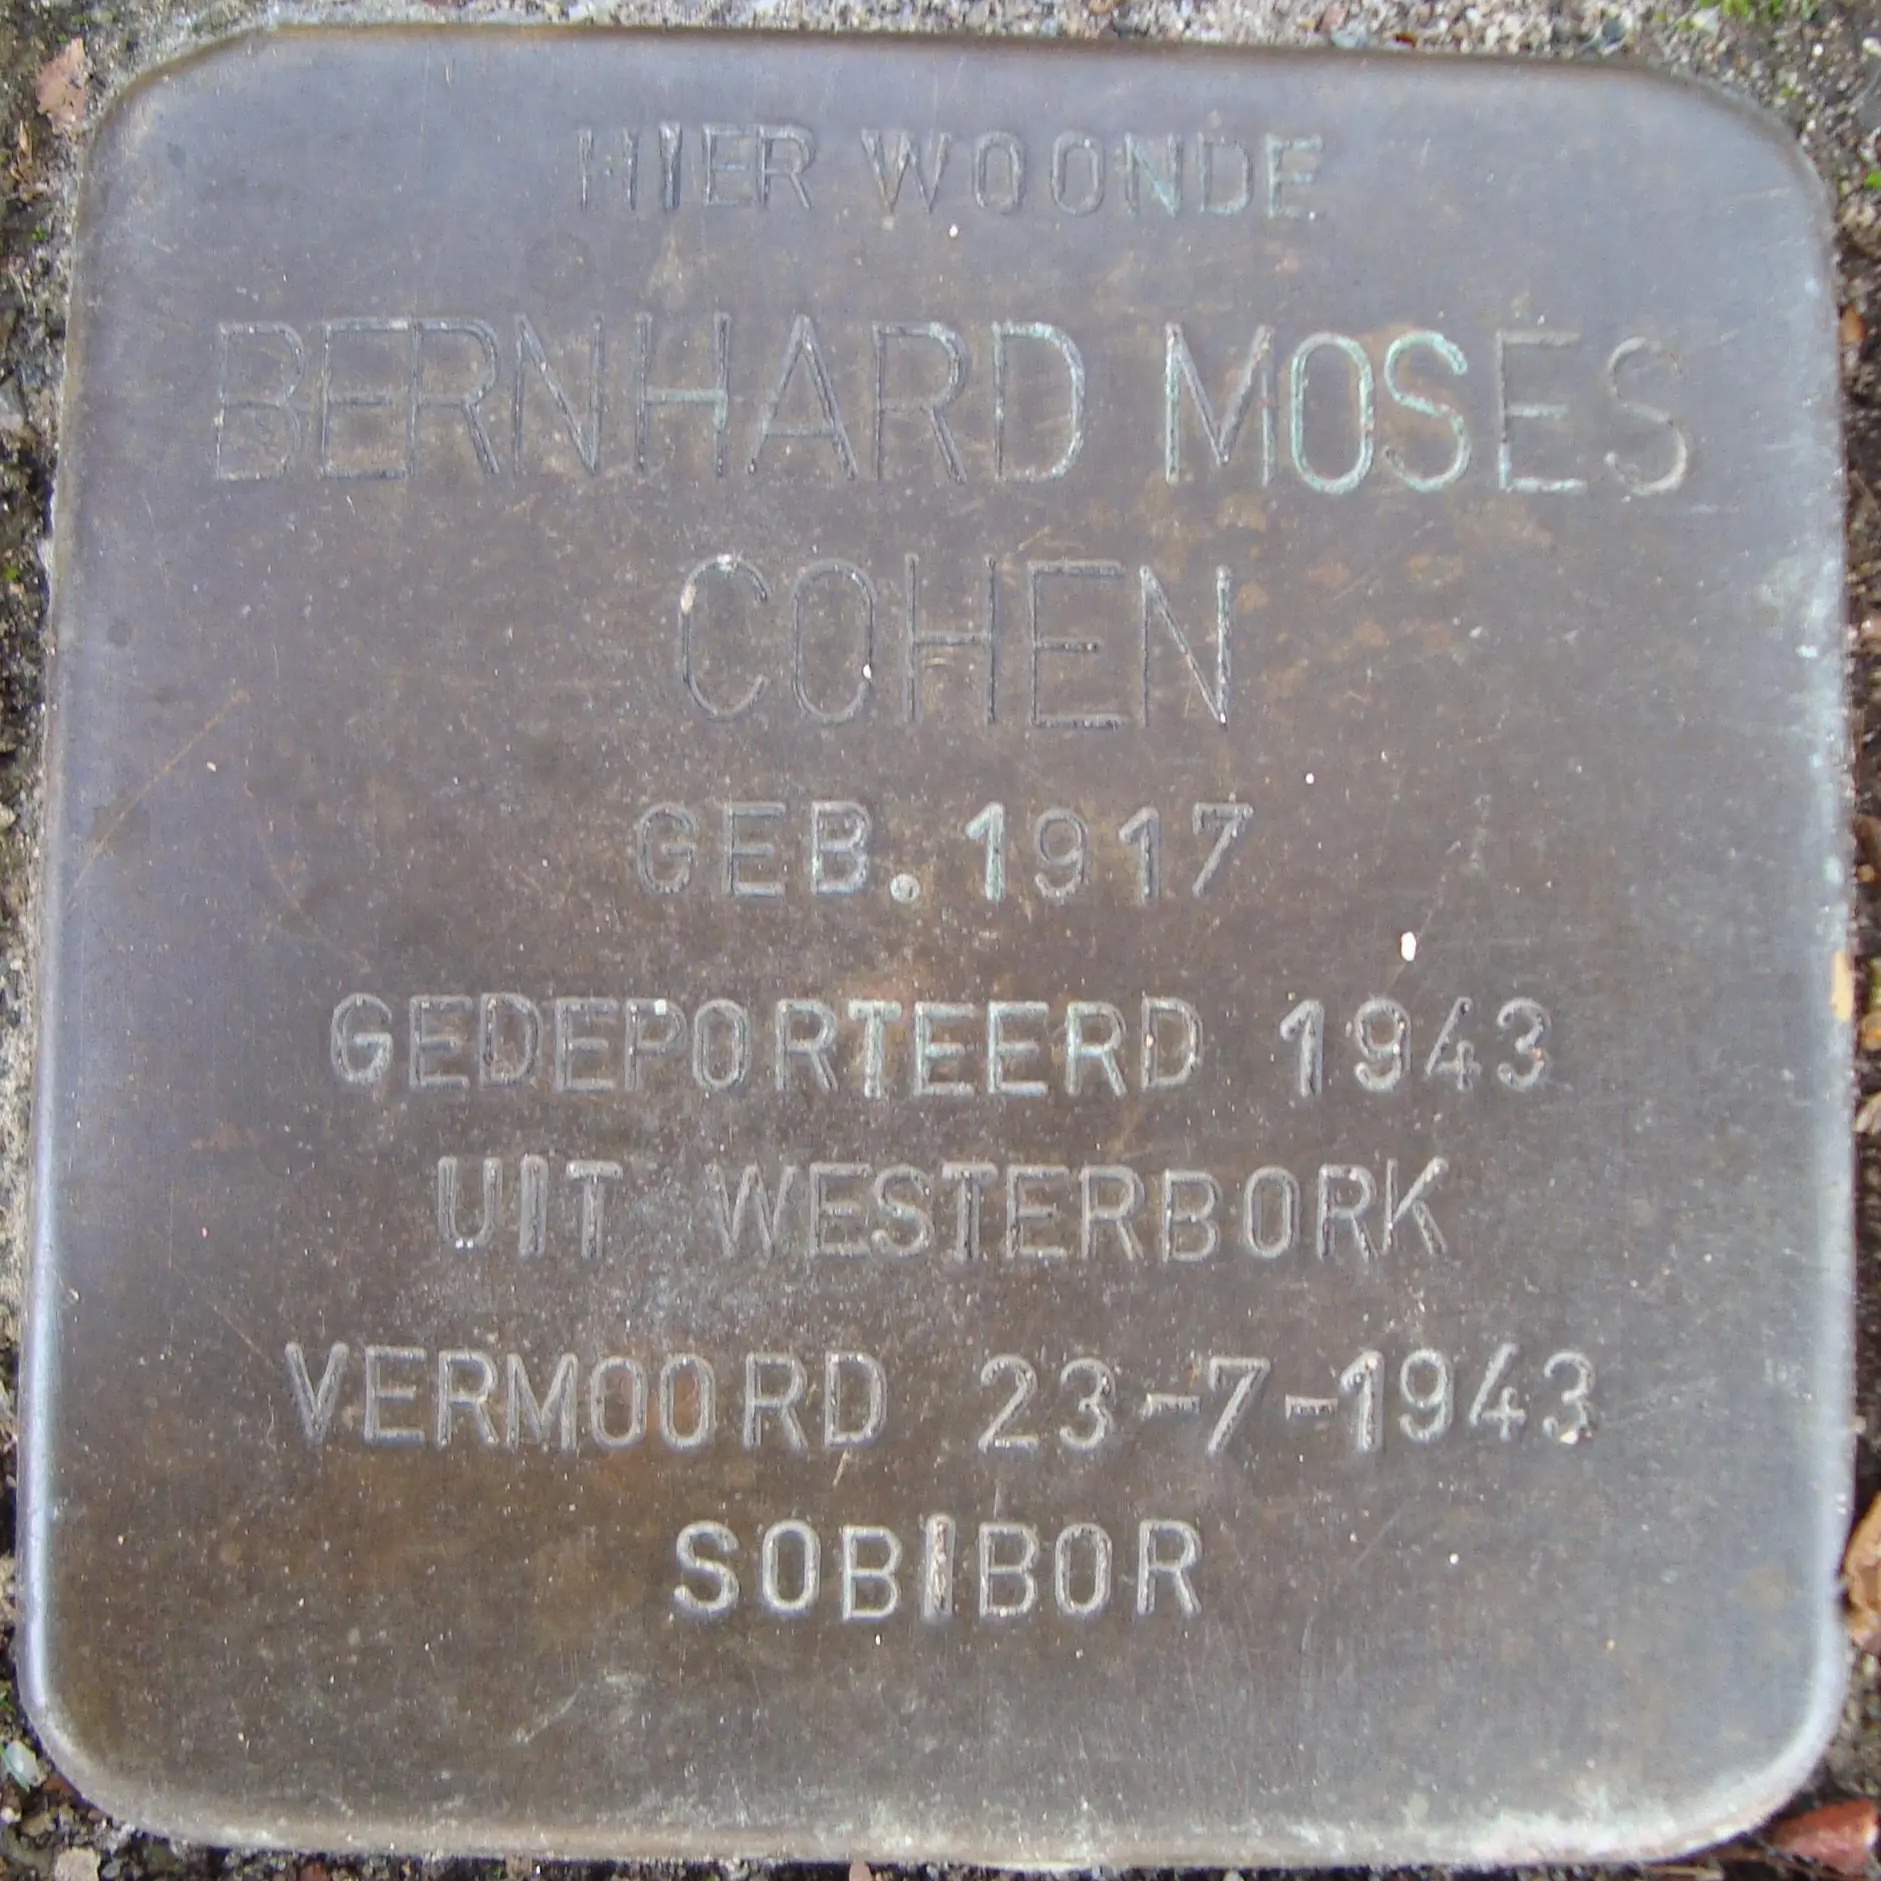 HIER WOONDE
BERNHARD MOSES
COHEN
GEB. 1917
GEDEPORTEERD 1943
UIT WESTERBORK
VERMOORD 23-7-1943
SOBIBOR